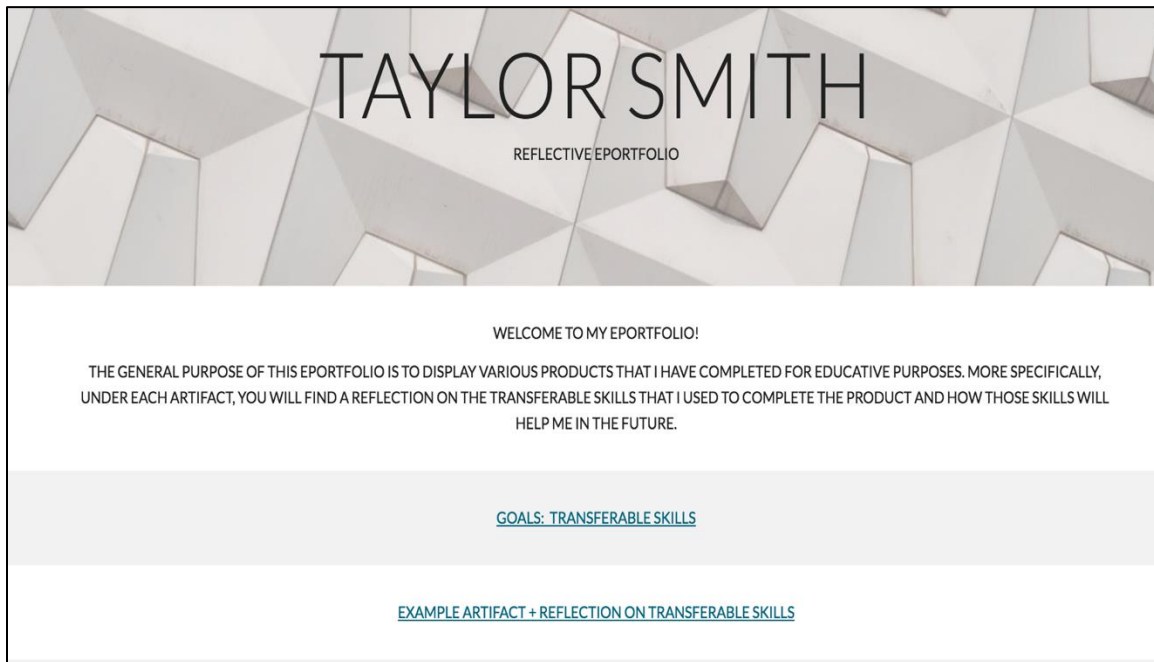 TAYLOR SMITH
REFLECTIVE EPORTFOLIO
WELCOME TO MY EPORTFOLIO!
THE GENERAL PURPOSE OF THIS EPORTFOLIO IS TO DISPLAY VARIOUS PRODUCTS THAT I HAVE COMPLETED FOR EDUCATIVE PURPOSES. MORE SPECIFICALLY,
UNDER EACH ARTIFACT, YOU WILL FIND A REFLECTION ON THE TRANSFERABLE SKILLS THAT I USED TO COMPLETE THE PRODUCT AND HOW THOSE SKILLS WILL
HELP ME IN THE FUTURE.
GOALS: TRANSFERABLE SKILLS
EXAMPLE ARTIFACT + REFLECTION ON TRANSFERABLE SKILLS